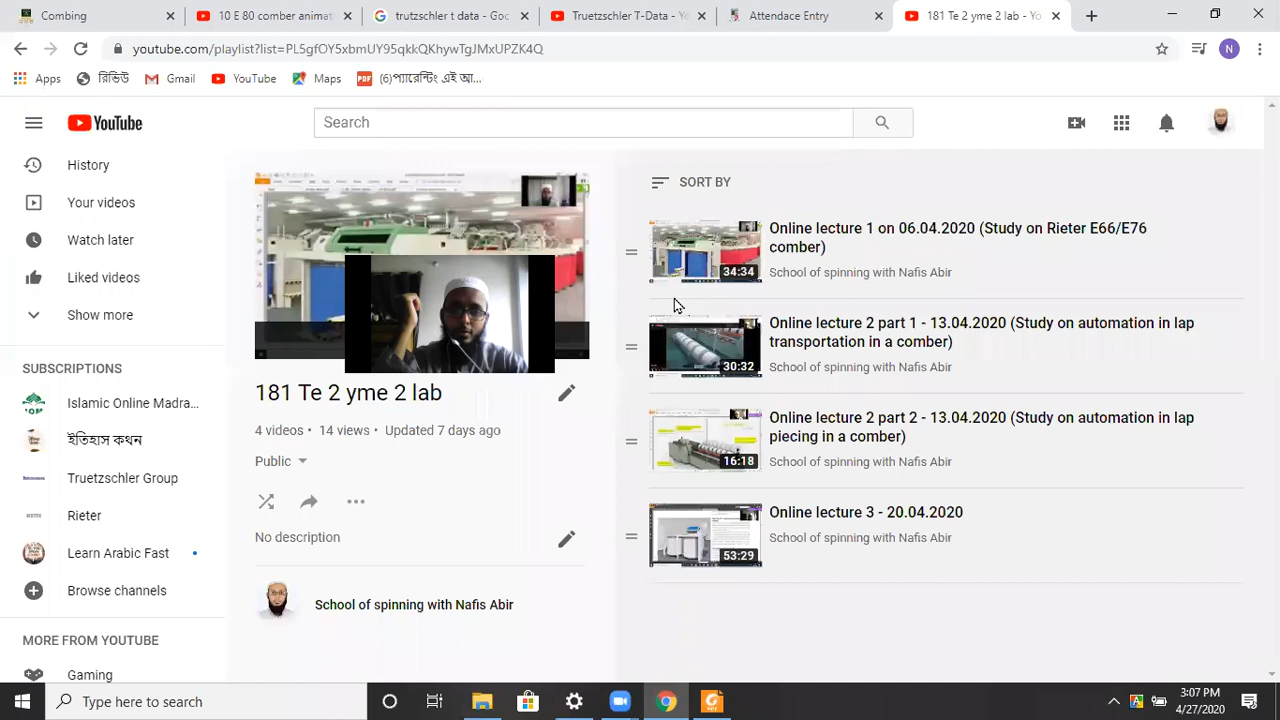 Combing
10 E 80 comber animat
trutzschler t data - Goo
Truetzschler T-Data - Yo
Attendace Entry
181 Te 2 yme 2 lab - Yo
youtube.com/playlist?list=PL5gfOY5xbmUY95qkkQKhywTgJMxUPZK4Q
N
Apps
রিভিউ
Gmail
YouTube
Maps
(6)প্যারেন্টিং এই আ...
YouTube
Search
History
Your videos
Watch later
Liked videos
Show more
SUBSCRIPTIONS
Islamic Online Madra...
ইতিহাস কথন
Truetzschler Group
Rieter
Learn Arabic Fast
Browse channels
MORE FROM YOUTUBE
Gaming
181 Te 2 yme 2 lab
4 videos • 14 views • Updated 7 days ago
Public
No description
School of spinning with Nafis Abir
SORT BY
34:34
Online lecture 1 on 06.04.2020 (Study on Rieter E66/E76
comber)
School of spinning with Nafis Abir
30:32
Online lecture 2 part 1 - 13.04.2020 (Study on automation in lap
transportation in a comber)
School of spinning with Nafis Abir
16:18
Online lecture 2 part 2 - 13.04.2020 (Study on automation in lap
piecing in a comber)
School of spinning with Nafis Abir
53:29
Online lecture 3 - 20.04.2020
School of spinning with Nafis Abir
Type here to search
3:07 PM
4/27/2020